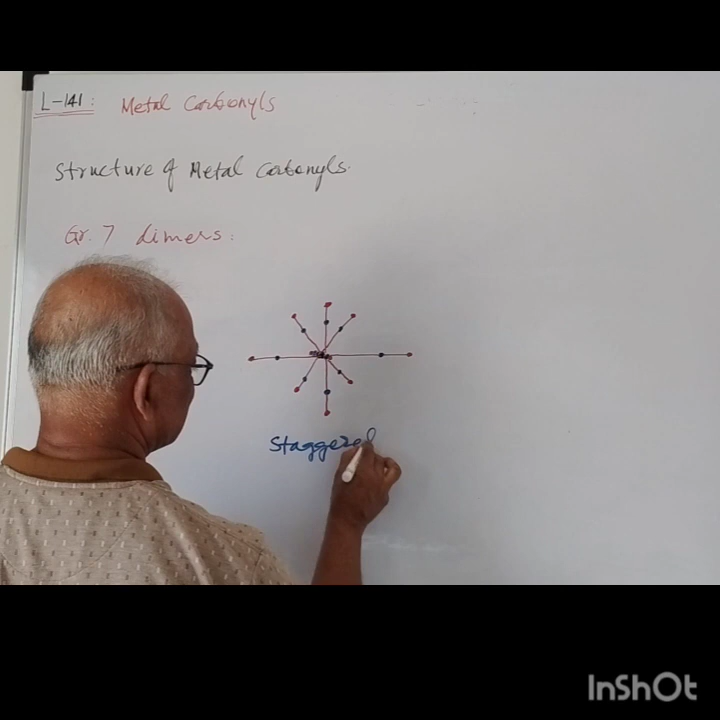 L-141: Metal Carbonyls
Structure of Metal Carbonyls.
Gr. 7 dimers:
Staggered
InShOt